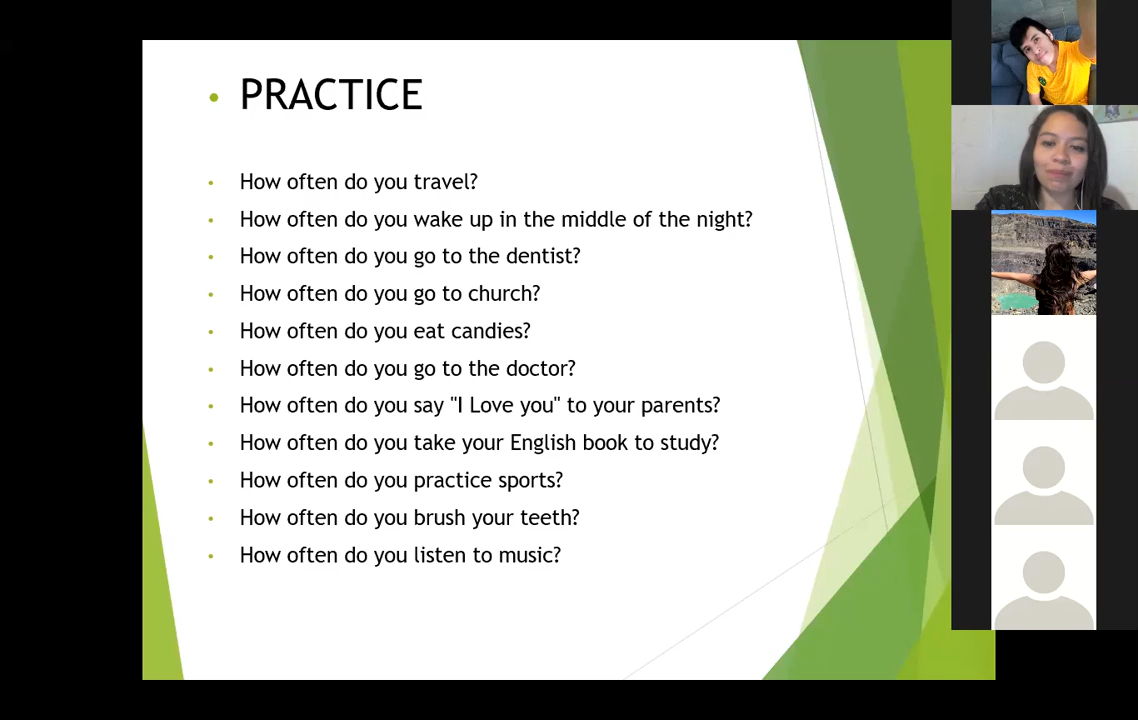 PRACTICE
How often do you travel?
How often do you wake up in the middle of the night?
How often do you go to the dentist?
How often do you go to church?
How often do you eat candies?
How often do you go to the doctor?
How often do you say "I Love you" to your parents?
How often do you take your English book to study?
How often do you practice sports?
How often do you brush your teeth?
How often do you listen to music?